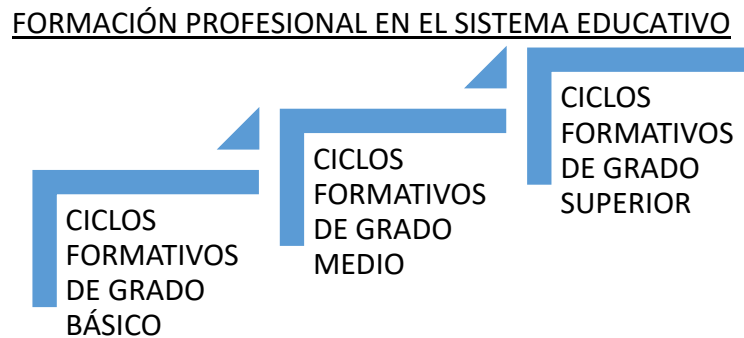 FORMACIÓN PROFESIONAL EN EL SISTEMA EDUCATIVO
CICLOS
FORMATIVOS
DE GRADO
BÁSICO
CICLOS
FORMATIVOS
DE GRADO
MEDIO
CICLOS
FORMATIVOS
DE GRADO
SUPERIOR